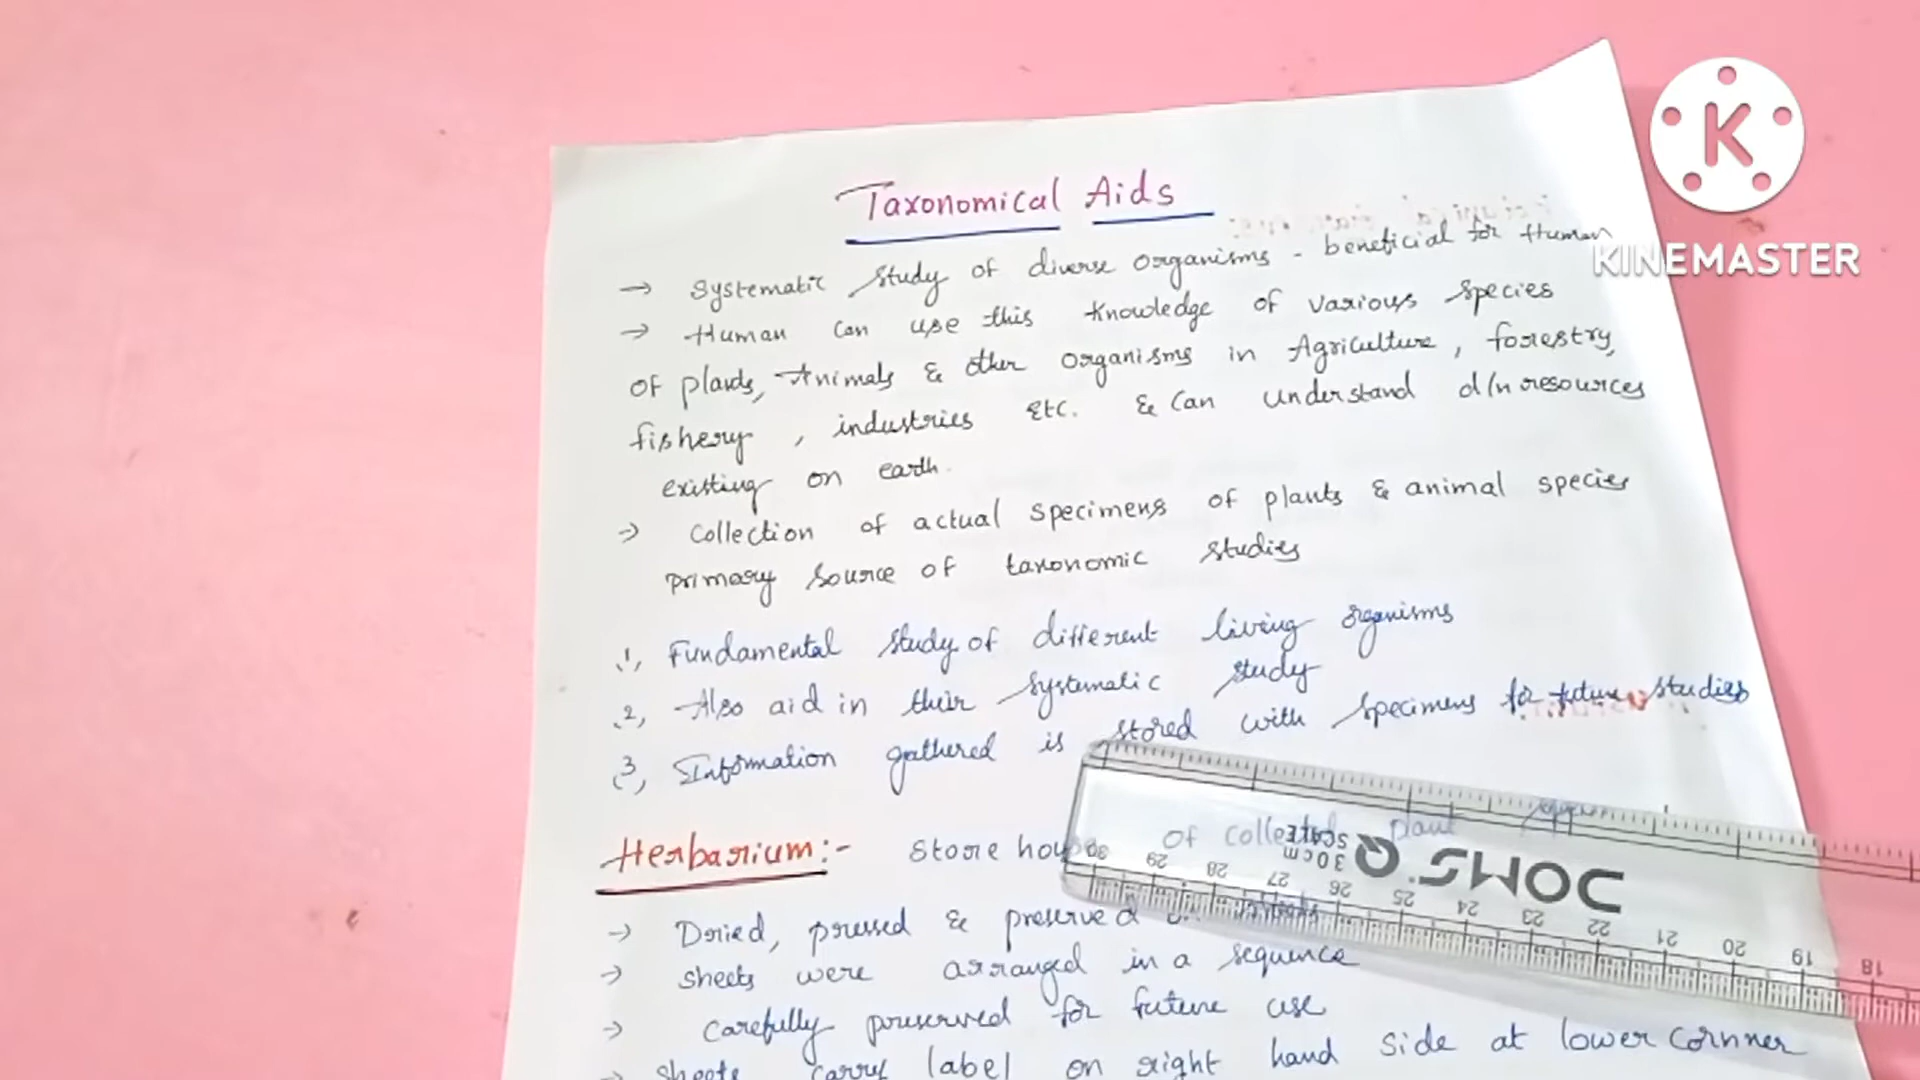 Taxonomical Aids
KINEMASTER
→ Systematic study of diverse organisms - beneficial for Human
→ Human can use this knowledge of various species
of plants, Animals & other organisms in Agriculture, forestry,
fishery, industries Etc. & Can understand d/n resources
existing on earth.
→ Collection of actual specimens of plants & animal species
primary source of taxonomic studies
1, Fundamental study of different living organisms
2, Also aid in their systematic study
3, Information gathered is stored with specimens for future studies
Herbarium:- Store house of collected plant
→ Dried, pressed & preserved on
→ sheets were arranged in a sequence
→ carefully preserved for future use
→ sheets carry label on right hand side at lower cornner
DOMS Q
SCALE
30cm
30 29 28 27 26 25 24 23 22 21 20 19 18